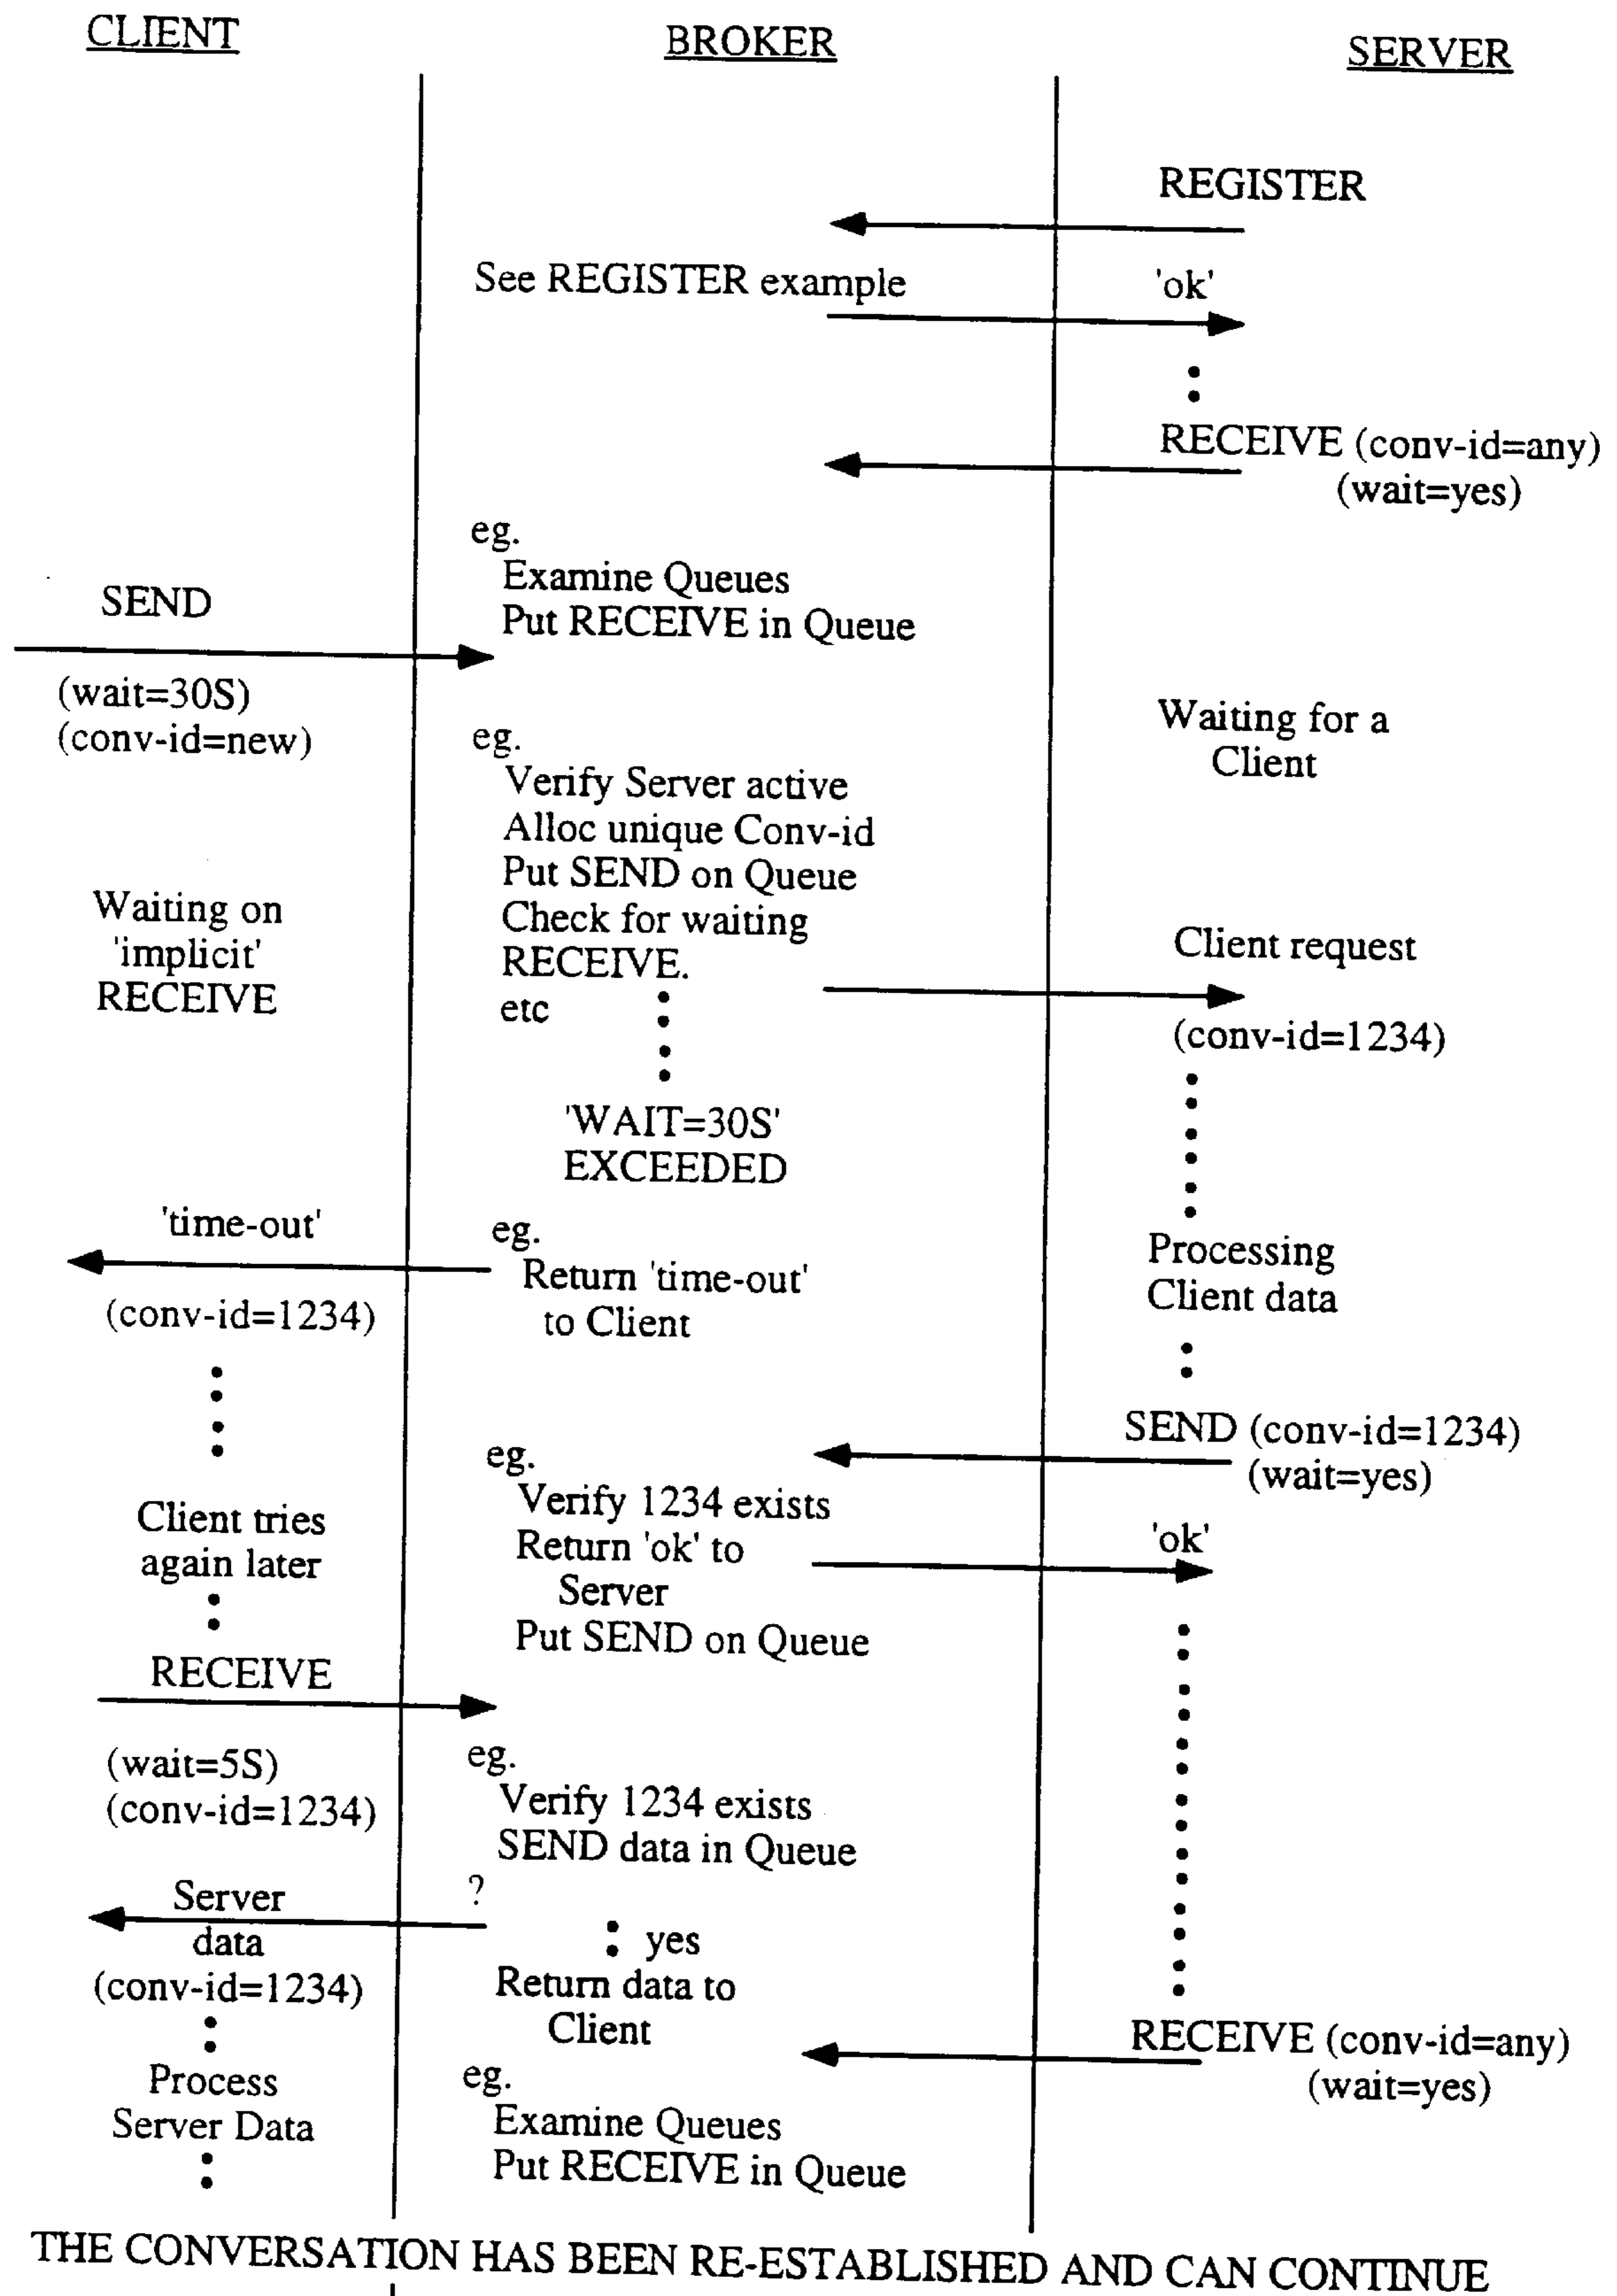 CLIENT
BROKER
SERVER
REGISTER
See REGISTER example
'ok'
RECEIVE (conv-id=any)
(wait=yes)
eg.
Examine Queues
Put RECEIVE in Queue
SEND
(wait=30S)
(conv-id=new)
Waiting for a
Client
eg.
Verify Server active
Alloc unique Conv-id
Put SEND on Queue
Check for waiting
RECEIVE.
etc
Waiting on
'implicit'
RECEIVE
Client request
(conv-id=1234)
'WAIT=30S'
EXCEEDED
'time-out'
(conv-id=1234)
eg.
Return 'time-out'
to Client
Processing
Client data
SEND (conv-id=1234)
(wait=yes)
eg.
Verify 1234 exists
Return 'ok' to
Server
Put SEND on Queue
'ok'
Client tries
again later
RECEIVE
(wait=5S)
(conv-id=1234)
eg.
Verify 1234 exists
SEND data in Queue
?
yes
Return data to
Client
Server
data
(conv-id=1234)
Process
Server Data
RECEIVE (conv-id=any)
(wait=yes)
eg.
Examine Queues
Put RECEIVE in Queue
THE CONVERSATION HAS BEEN RE-ESTABLISHED AND CAN CONTINUE